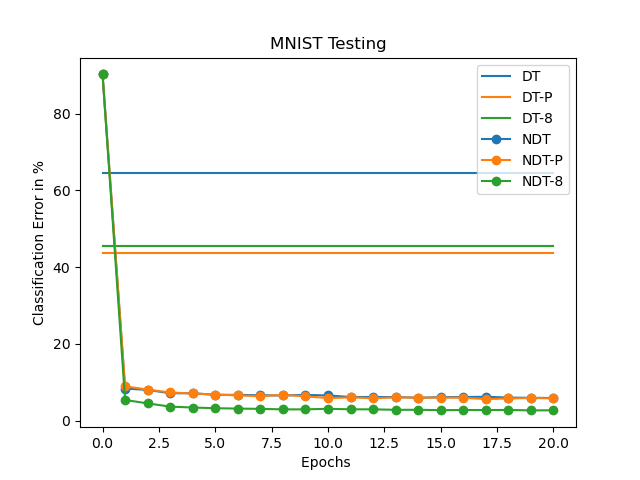 MNIST Testing
DT
DT-P
DT-8
NDT
NDT-P
NDT-8
Classification Error in %
80
60
40
20
0
0.0 2.5 5.0 7.5 10.0 12.5 15.0 17.5 20.0
Epochs